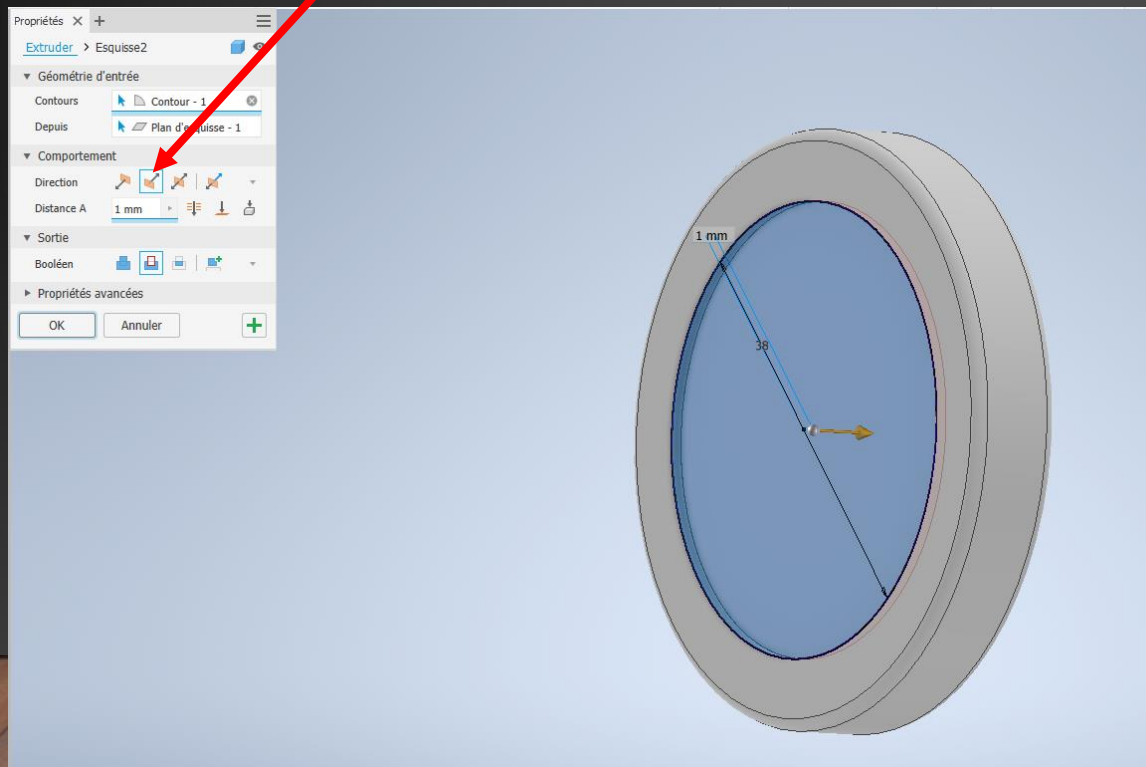 Propriétés × +
Extruder > Esquisse2
Géométrie d'entrée
Contours Contour - 1
Depuis Plan d'esquisse - 1
Comportement
Direction
Distance A 1 mm
Sortie
Booléen
Propriétés avancées
OK Annuler +
1 mm
38